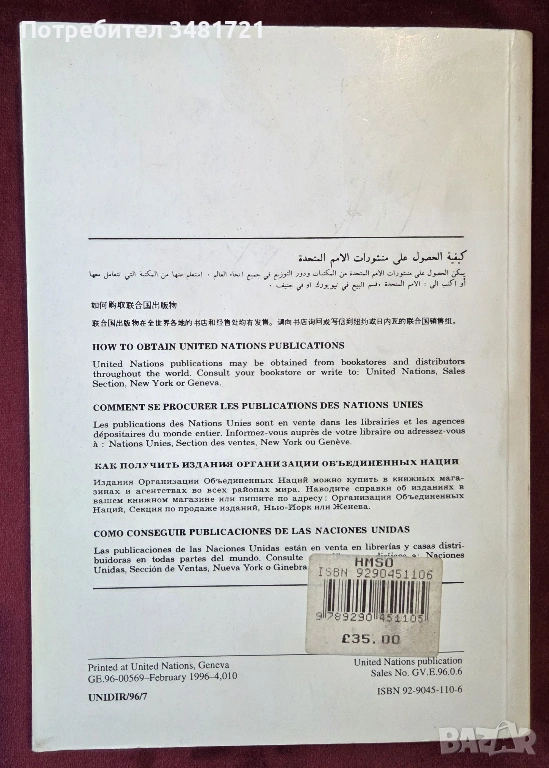 Потребител 3481721
كيفية الحصول على منشورات الأمم المتحدة
يمكن الحصول على منشورات الأمم المتحدة من المكتبات ودور التوزيع في جميع أنحاء العالم . استعلم عنها من المكتبة التي تتعامل معها
أو اكتب الى : الأمم المتحدة ، قسم البيع في نيويورك أو في جنيف .
如何购取联合国出版物
联合国出版物在全世界各地的书店和经售处均有发售。请向书店询问或写信到纽约或日内瓦的联合国销售组。
HOW TO OBTAIN UNITED NATIONS PUBLICATIONS
United Nations publications may be obtained from bookstores and distributors
throughout the world. Consult your bookstore or write to: United Nations, Sales
Section, New York or Geneva.
COMMENT SE PROCURER LES PUBLICATIONS DES NATIONS UNIES
Les publications des Nations Unies sont en vente dans les librairies et les agences
dépositaires du monde entier. Informez-vous auprès de votre libraire ou adressez-vous
à : Nations Unies, Section des ventes, New York ou Genève.
КАК ПОЛУЧИТЬ ИЗДАНИЯ ОРГАНИЗАЦИИ ОБЪЕДИНЕННЫХ НАЦИЙ
Издания Организации Объединенных Наций можно купить в книжных мага-
зинах и агентствах во всех районах мира. Наводите справки об изданиях в
вашем книжном магазине или пишите по адресу : Организация Объединенных
Наций, Секция по продаже изданий, Нью-Йорк или Женева.
COMO CONSEGUIR PUBLICACIONES DE LAS NACIONES UNIDAS
Las publicaciones de las Naciones Unidas están en venta en librerías y casas distri-
buidoras en todas partes del mundo. Consulte a: Naciones
Unidas, Sección de Ventas, Nueva York o Ginebra
HMSO
ISBN 9290451106
9 789290 451105
£35.00
Printed at United Nations, Geneva
GE.96-00569–February 1996–4,010
UNIDIR/96/7
United Nations publication
Sales No. GV.E.96.0.6
ISBN 92-9045-110-6
BAZAR